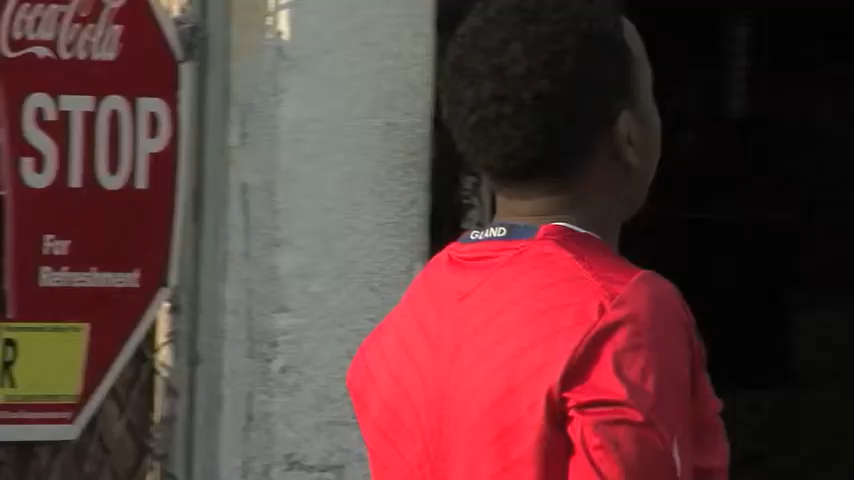 Coca-Cola
STOP
For
Refreshment
R
GLAND